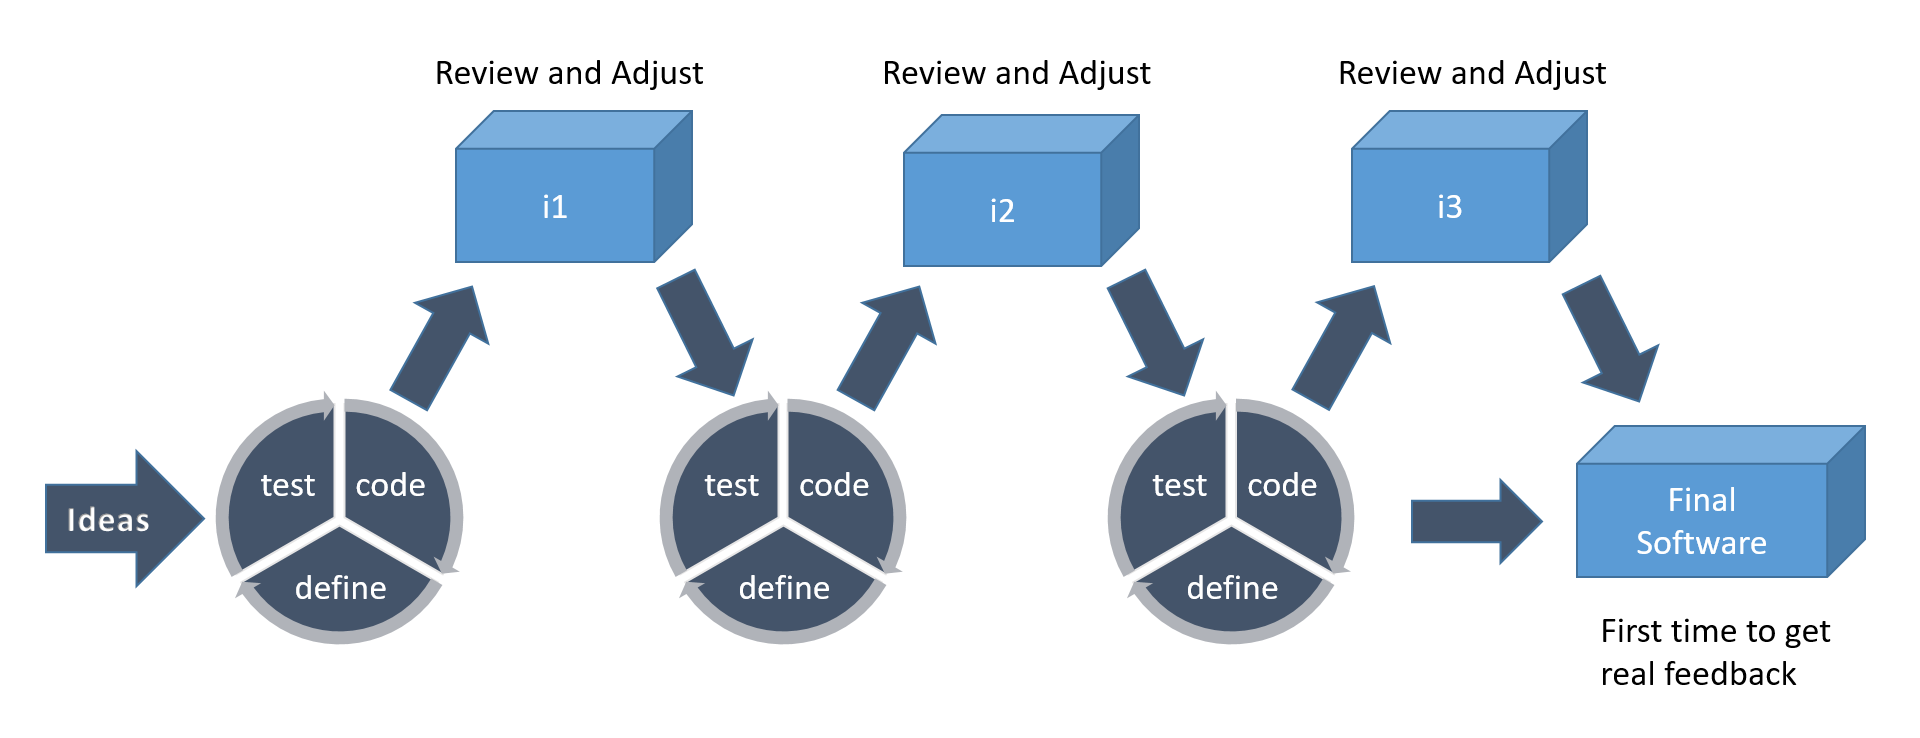 Review and Adjust
Review and Adjust
Review and Adjust
i1
i2
i3
Ideas
test
code
define
test
code
define
test
code
define
Final
Software
First time to get
real feedback